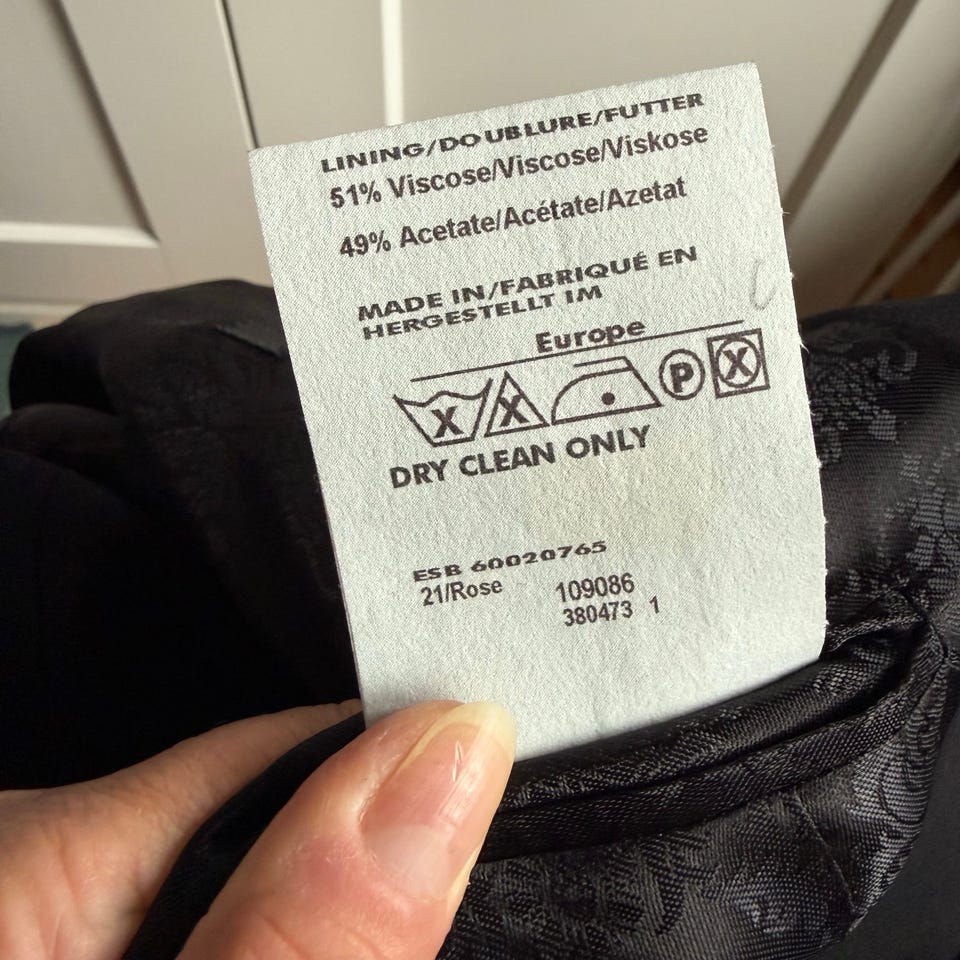 LINING/DOUBLURE/FUTTER
51% Viscose/Viscose/Viskose
49% Acetate/Acétate/Azetat
MADE IN/FABRIQUÉ EN
HERGESTELLT IM
Europe
X X P X
DRY CLEAN ONLY
ESB 60020765
21/Rose 109086
380473 1